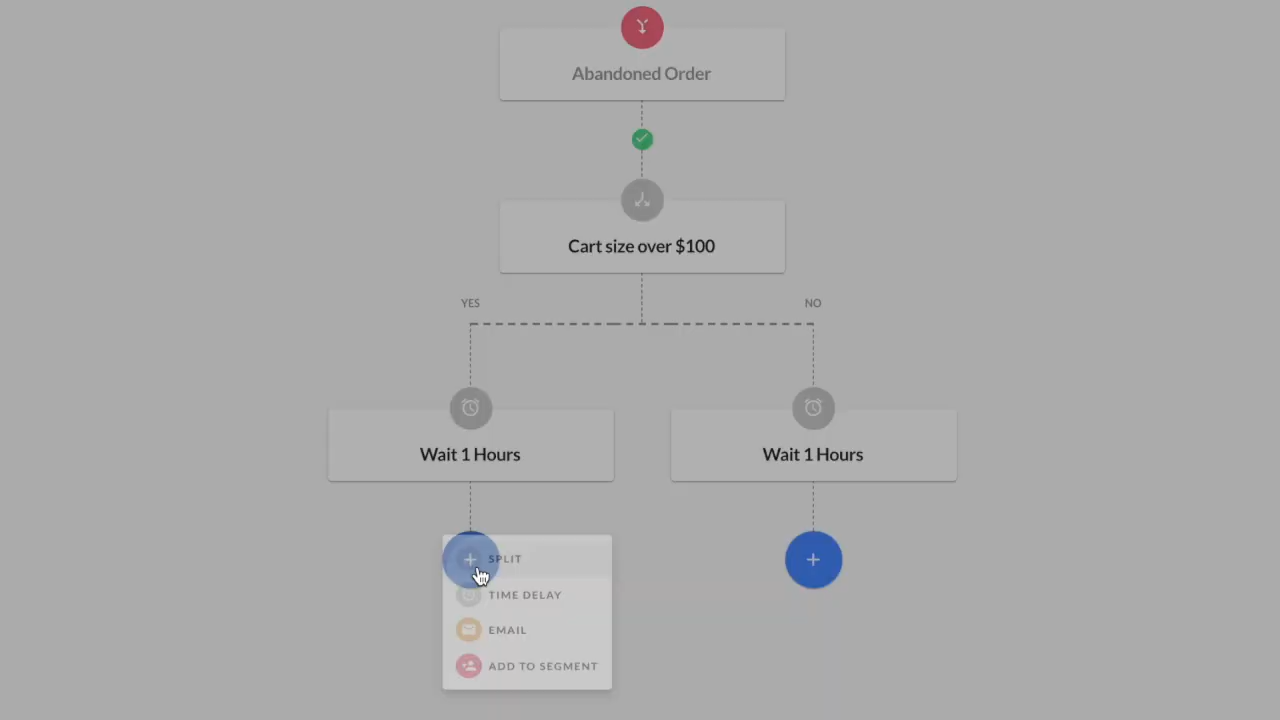 Abandoned Order
Cart size over $100
YES
NO
Wait 1 Hours
Wait 1 Hours
SPLIT
TIME DELAY
EMAIL
ADD TO SEGMENT